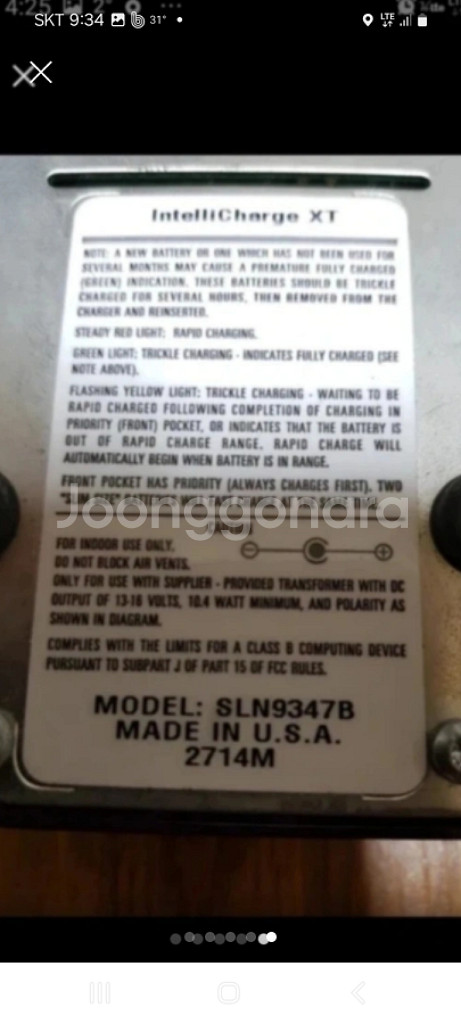 4:25
2°
SKT 9:34
31°
LTE
IntelliCharge XT
NOTE: A NEW BATTERY OR ONE WHICH HAS NOT BEEN USED FOR
SEVERAL MONTHS MAY CAUSE A PREMATURE FULLY CHARGED
(GREEN) INDICATION. THESE BATTERIES SHOULD BE TRICKLE
CHARGED FOR SEVERAL HOURS, THEN REMOVED FROM THE
CHARGER AND REINSERTED.
STEADY RED LIGHT: RAPID CHARGING.
GREEN LIGHT: TRICKLE CHARGING - INDICATES FULLY CHARGED (SEE
NOTE ABOVE).
FLASHING YELLOW LIGHT: TRICKLE CHARGING - WAITING TO BE
RAPID CHARGED FOLLOWING COMPLETION OF CHARGING IN
PRIORITY (FRONT) POCKET, OR INDICATES THAT THE BATTERY IS
OUT OF RAPID CHARGE RANGE. RAPID CHARGE WILL
AUTOMATICALLY BEGIN WHEN BATTERY IS IN RANGE.
FRONT POCKET HAS PRIORITY (ALWAYS CHARGES FIRST). TWO
Joonggonara
FOR INDOOR USE ONLY.
DO NOT BLOCK AIR VENTS.
ONLY FOR USE WITH SUPPLIER - PROVIDED TRANSFORMER WITH DC
OUTPUT OF 13-16 VOLTS, 10.4 WATT MINIMUM, AND POLARITY AS
SHOWN IN DIAGRAM.
COMPLIES WITH THE LIMITS FOR A CLASS B COMPUTING DEVICE
PURSUANT TO SUBPART J OF PART 15 OF FCC RULES.
MODEL: SLN9347B
MADE IN U.S.A.
2714M